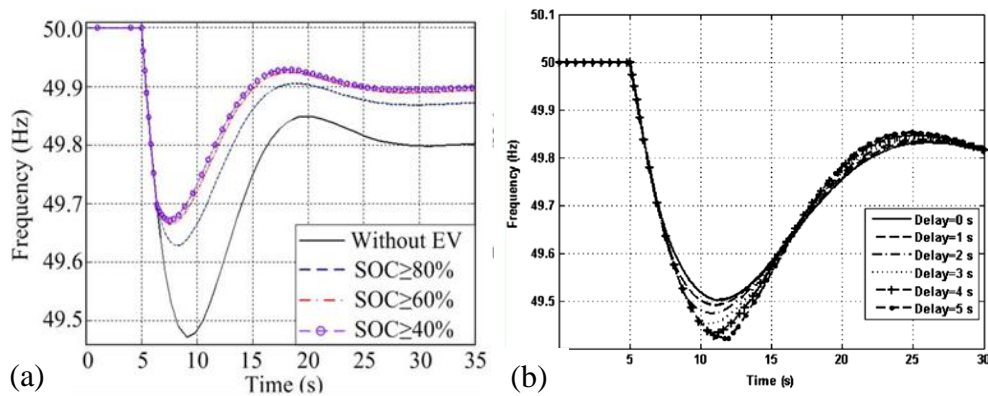 50.0
49.9
49.8
49.7
49.6
49.5
Frequency (Hz)
0 5 10 15 20 25 30 35
Time (s)
Without EV
SOC≥80%
SOC≥60%
SOC≥40%
(a)
50.1
50
49.9
49.8
49.7
49.6
49.5
Frequency (Hz)
5 10 15 20 25 30
Time (s)
Delay=0 s
Delay=1 s
Delay=2 s
Delay=3 s
Delay=4 s
Delay=5 s
(b)